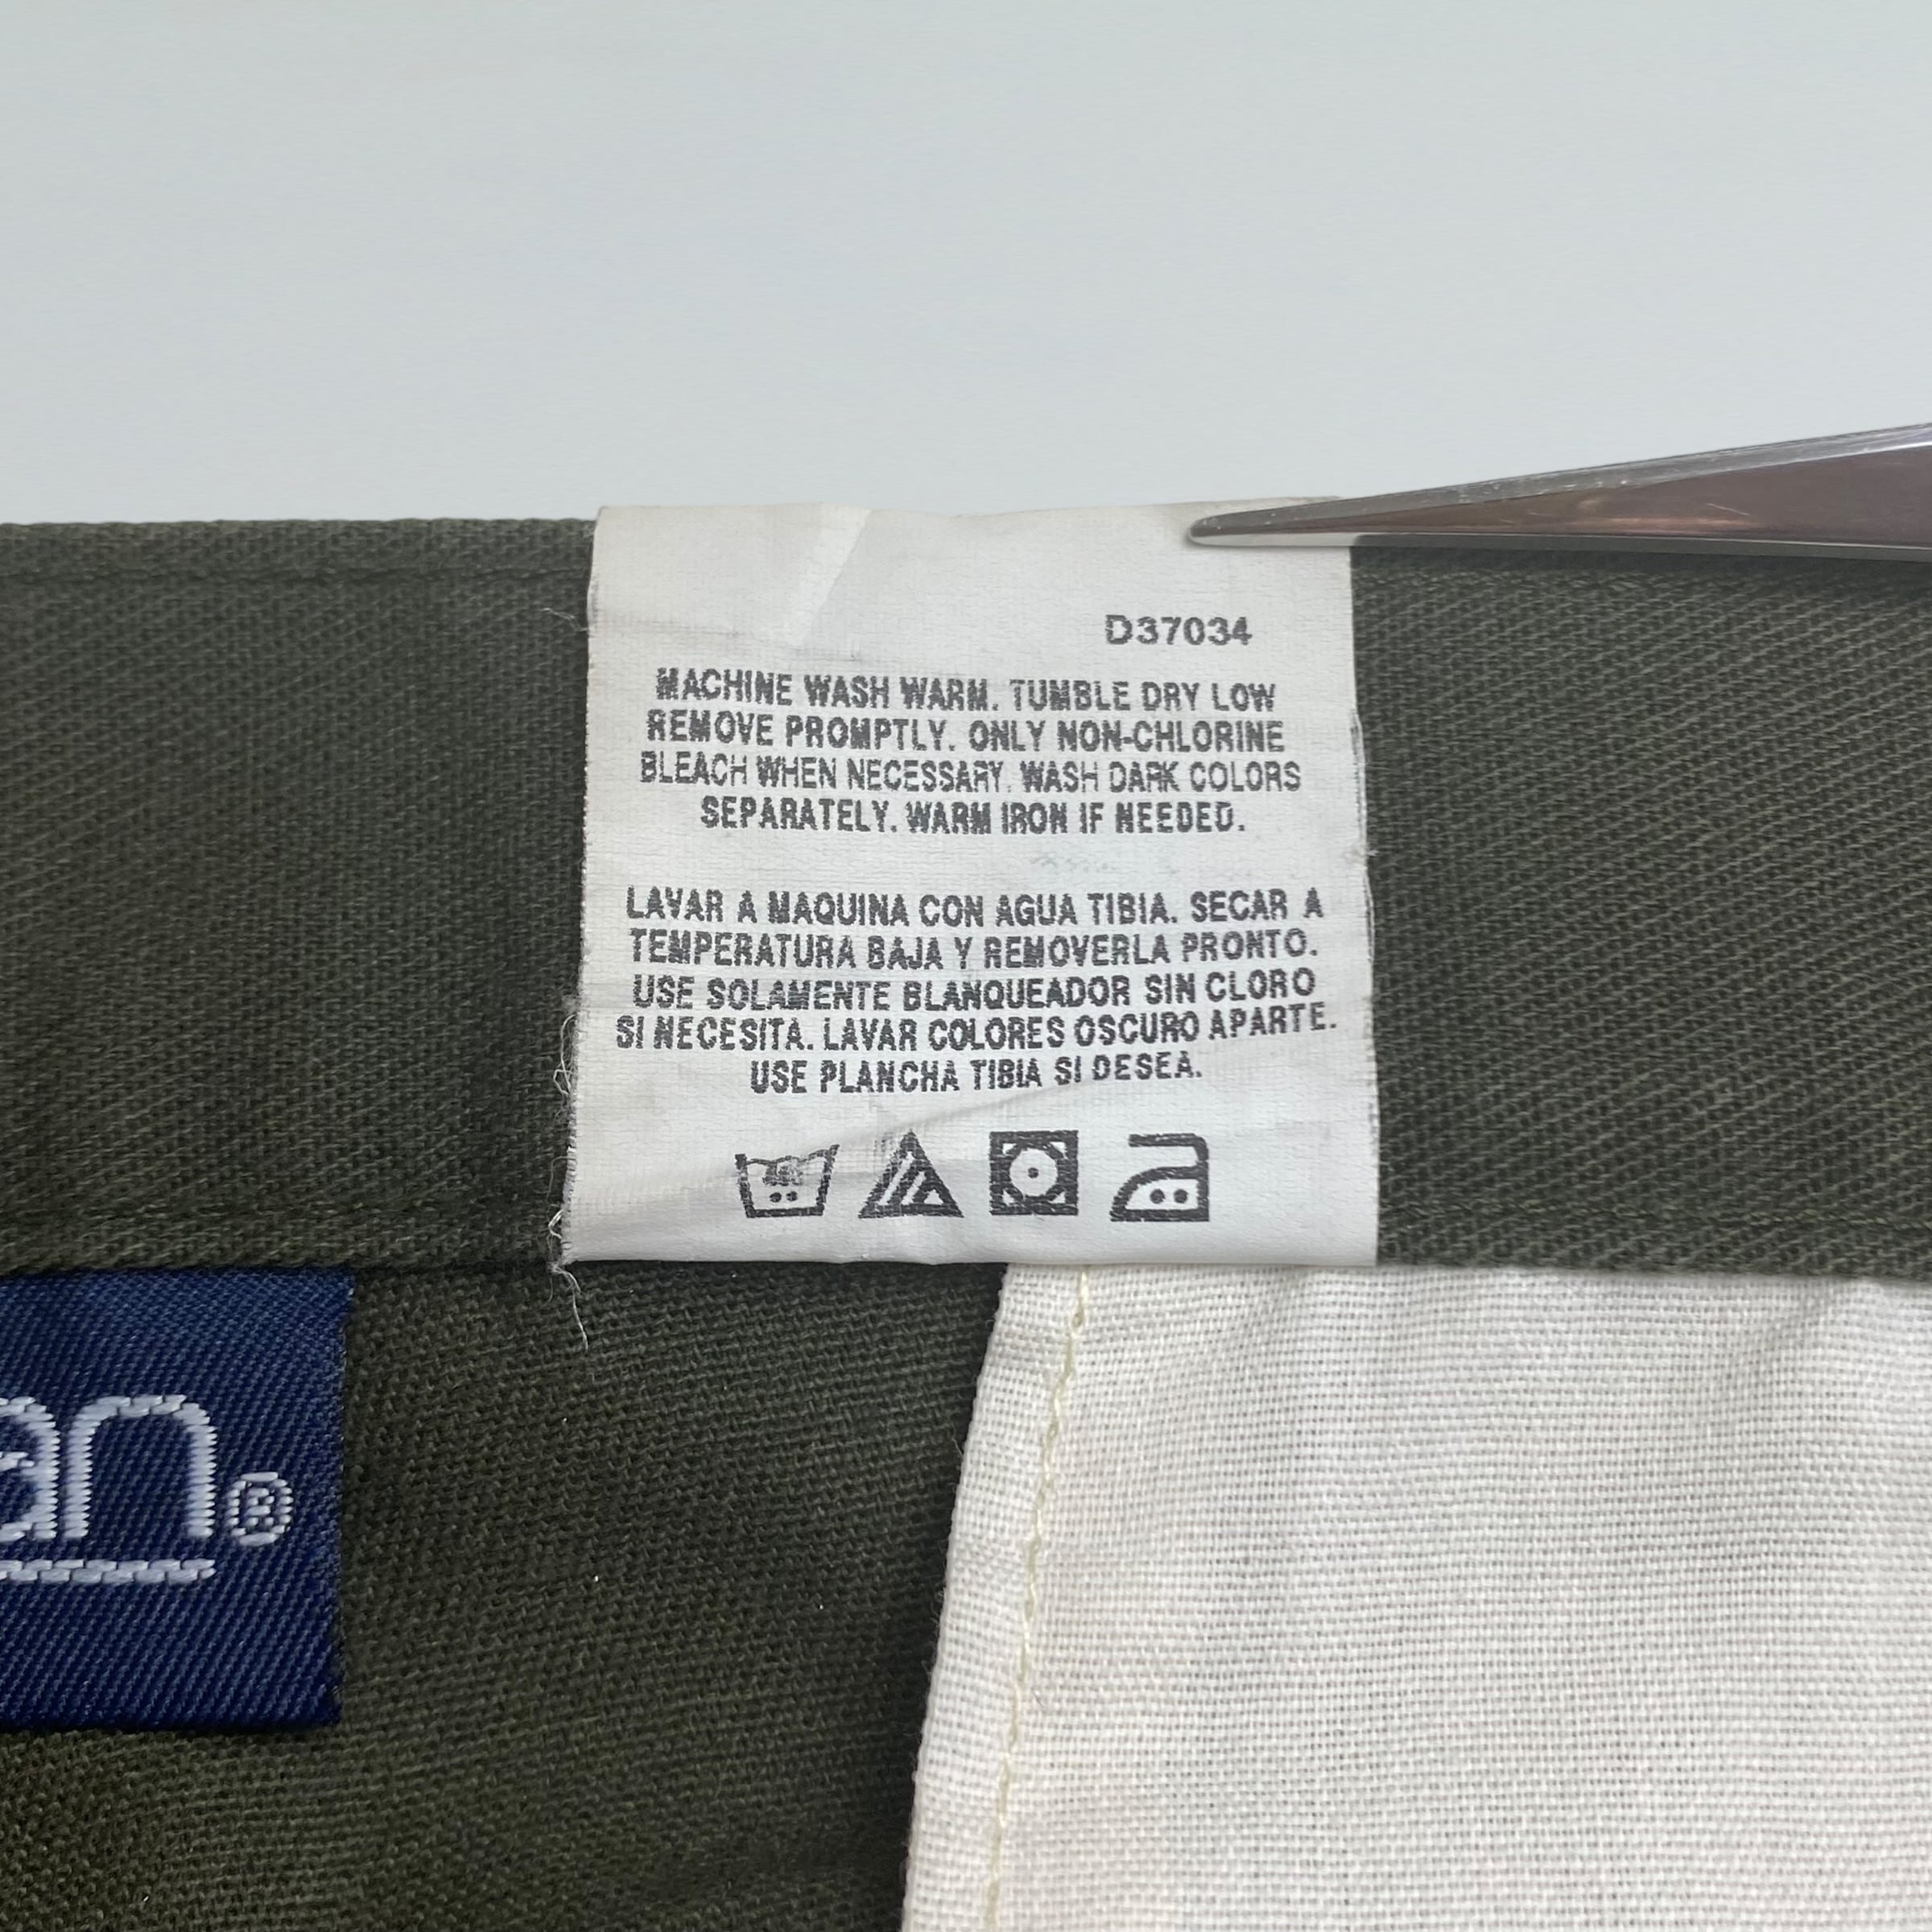 D37034
MACHINE WASH WARM. TUMBLE DRY LOW
REMOVE PROMPTLY. ONLY NON-CHLORINE
BLEACH WHEN NECESSARY. WASH DARK COLORS
SEPARATELY. WARM IRON IF NEEDED.
LAVAR A MAQUINA CON AGUA TIBIA. SECAR A
TEMPERATURA BAJA Y REMOVERLA PRONTO.
USE SOLAMENTE BLANQUEADOR SIN CLORO
SI NECESITA. LAVAR COLORES OSCURO APARTE.
USE PLANCHA TIBIA SI DESEA.
an®